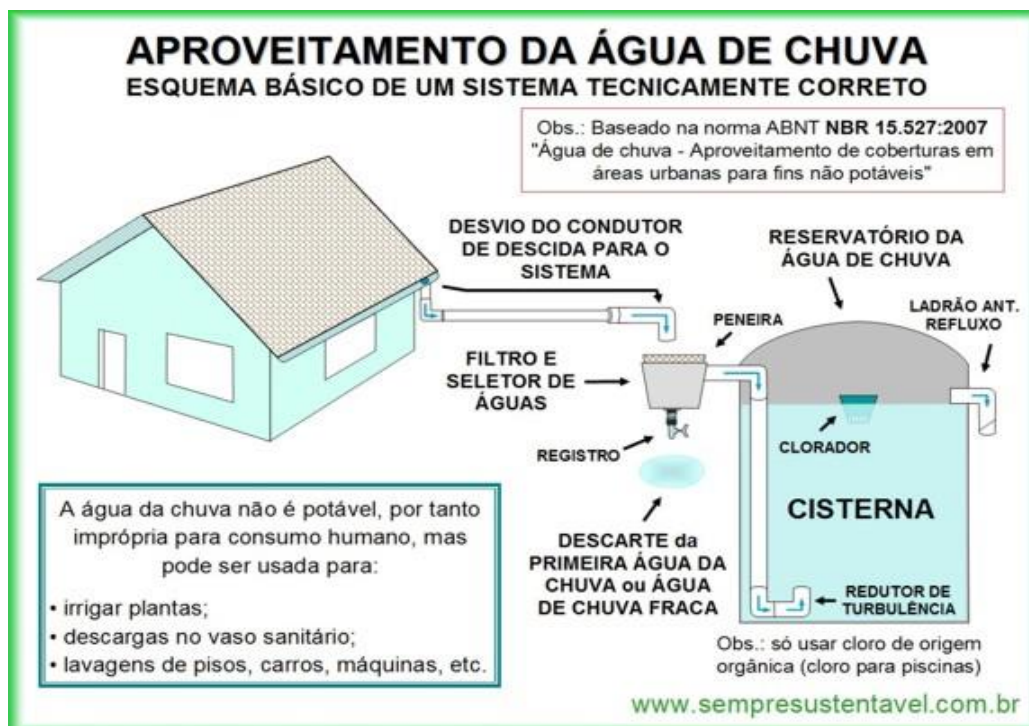 APROVEITAMENTO DA ÁGUA DE CHUVA
ESQUEMA BÁSICO DE UM SISTEMA TECNICAMENTE CORRETO
Obs.: Baseado na norma ABNT NBR 15.527:2007
"Água de chuva - Aproveitamento de coberturas em
áreas urbanas para fins não potáveis"
DESVIO DO CONDUTOR
DE DESCIDA PARA O
SISTEMA
RESERVATÓRIO DA
ÁGUA DE CHUVA
LADRÃO ANT.
REFLUXO
PENEIRA
FILTRO E
SELETOR DE
ÁGUAS
REGISTRO
CLORADOR
CISTERNA
DESCARTE da
PRIMEIRA ÁGUA DA
CHUVA ou ÁGUA
DE CHUVA FRACA
REDUTOR DE
TURBULÊNCIA
A água da chuva não é potável, por tanto
imprópria para consumo humano, mas
pode ser usada para:
• irrigar plantas;
• descargas no vaso sanitário;
• lavagens de pisos, carros, máquinas, etc.
Obs.: só usar cloro de origem
orgânica (cloro para piscinas)
www.sempresustentavel.com.br